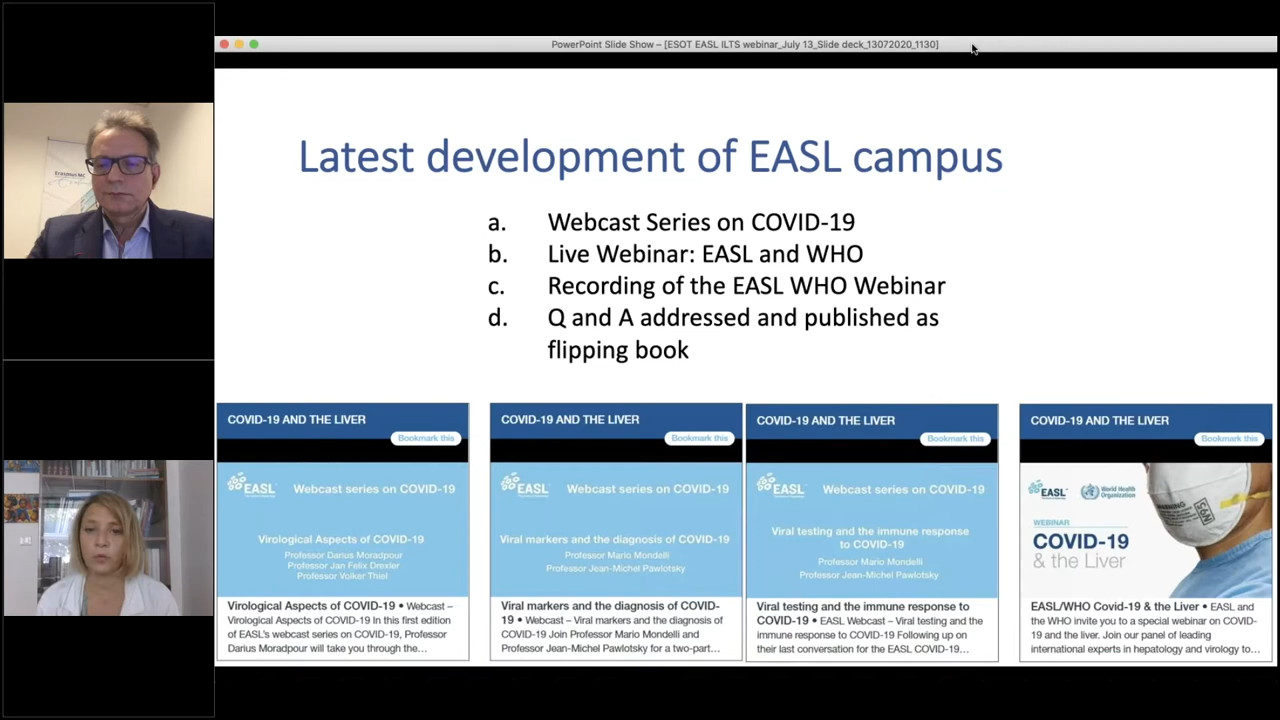 PowerPoint Slide Show – [ESOT EASL ILTS webinar_July 13_Slide deck_13072020_1130]
Erasmus MC
Latest development of EASL campus
a. Webcast Series on COVID-19
b. Live Webinar: EASL and WHO
c. Recording of the EASL WHO Webinar
d. Q and A addressed and published as
flipping book
COVID-19 AND THE LIVER
Bookmark this
EASL
Webcast series on COVID-19
Virological Aspects of COVID-19
Professor Darius Moradpour
Professor Jan Felix Drexler
Professor Volker Thiel
Virological Aspects of COVID-19 • Webcast –
Virological Aspects of COVID-19 In this first edition
of EASL's webcast series on COVID-19, Professor
Darius Moradpour will take you through the...
COVID-19 AND THE LIVER
Bookmark this
EASL
Webcast series on COVID-19
Viral markers and the diagnosis of COVID-19
Professor Mario Mondelli
Professor Jean-Michel Pawlotsky
Viral markers and the diagnosis of COVID-
19 • Webcast – Viral markers and the diagnosis of
COVID-19 Join Professor Mario Mondelli and
Professor Jean-Michel Pawlotsky for a two-part...
COVID-19 AND THE LIVER
Bookmark this
EASL
Webcast series on COVID-19
Viral testing and the immune response
to COVID-19
Professor Mario Mondelli
Professor Jean-Michel Pawlotsky
Viral testing and the immune response to
COVID-19 • EASL Webcast – Viral testing and the
immune response to COVID-19 Following up on
their last conversation for the EASL COVID-19...
COVID-19 AND THE LIVER
Bookmark this
EASL
World Health
Organization
WARNING
N95
WEBINAR
COVID-19
& the Liver
EASL/WHO Covid-19 & the Liver • EASL and
the WHO invite you to a special webinar on COVID-
19 and the liver. Join our panel of leading
international experts in hepatology and virology to...